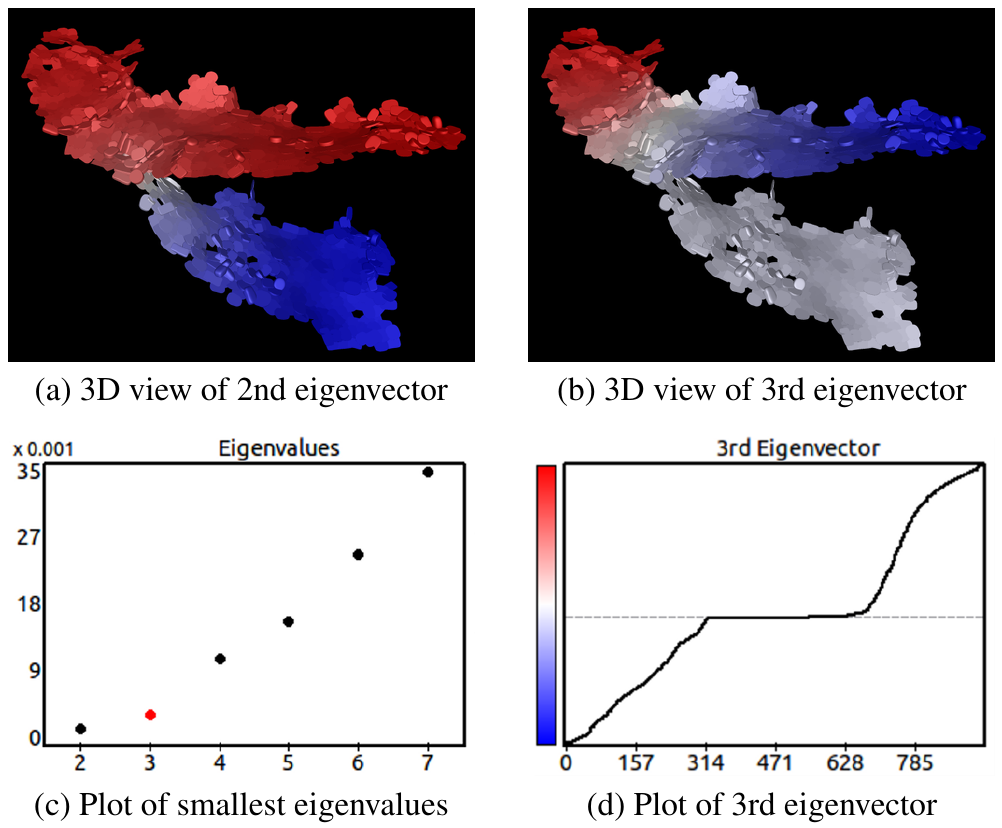 (a) 3D view of 2nd eigenvector
(b) 3D view of 3rd eigenvector
x 0.001
Eigenvalues
35
27
18
9
0
2 3 4 5 6 7
(c) Plot of smallest eigenvalues
3rd Eigenvector
0 157 314 471 628 785
(d) Plot of 3rd eigenvector